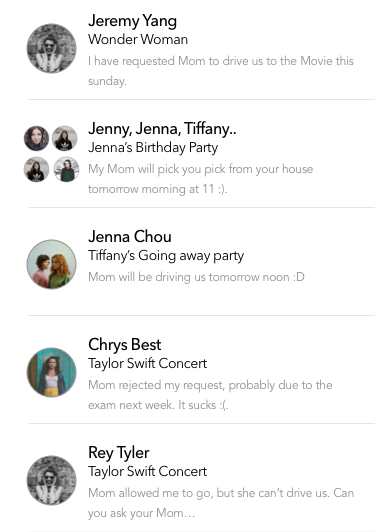 Jeremy Yang
Wonder Woman
I have requested Mom to drive us to the Movie this
sunday.
Jenny, Jenna, Tiffany..
Jenna's Birthday Party
My Mom will pick you pick from your house
tomorrow morning at 11 :).
Jenna Chou
Tiffany's Going away party
Mom will be driving us tomorrow noon :D
Chrys Best
Taylor Swift Concert
Mom rejected my request, probably due to the
exam next week. It sucks :(.
Rey Tyler
Taylor Swift Concert
Mom allowed me to go, but she can't drive us. Can
you ask your Mom...